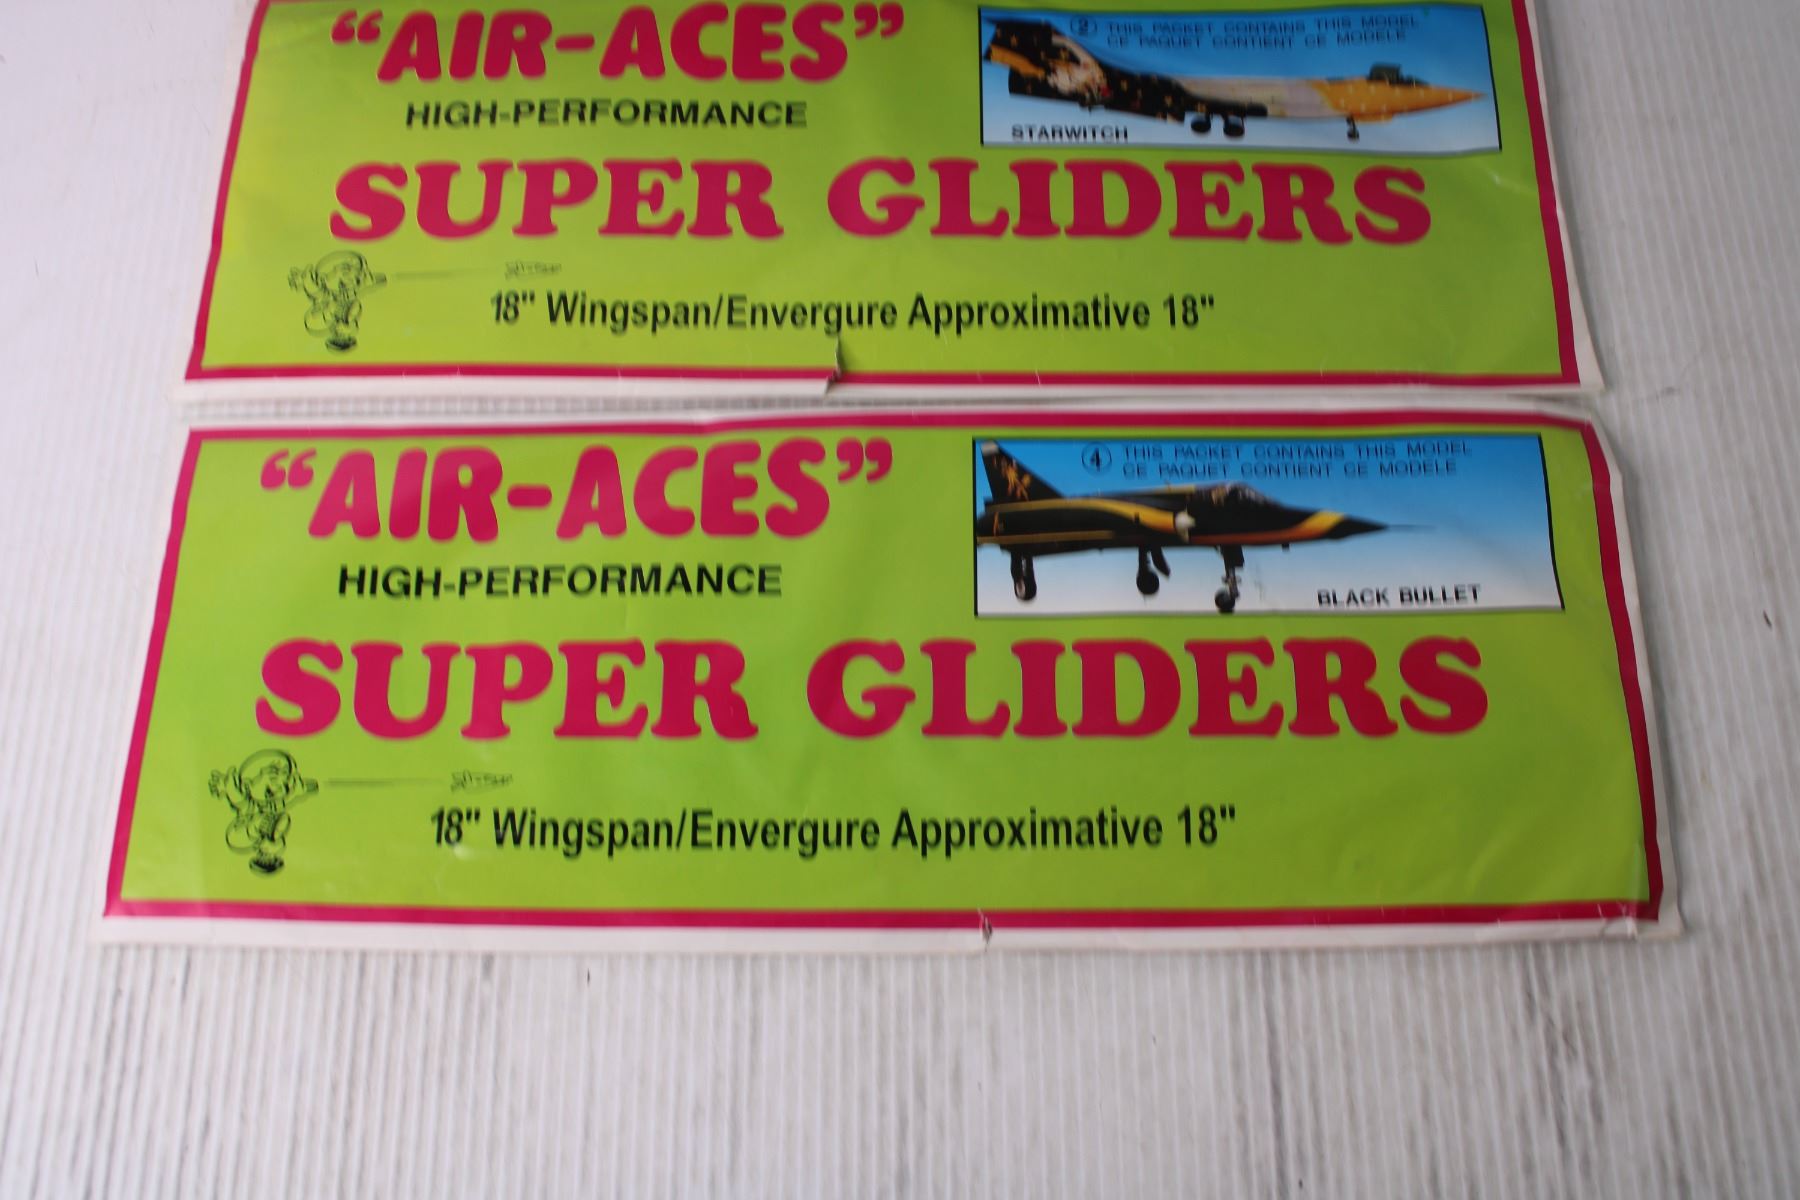 “AIR-ACES”
HIGH-PERFORMANCE
② THIS PACKET CONTAINS THIS MODEL
CE PAQUET CONTIENT CE MODELE
STARWITCH
SUPER GLIDERS
18" Wingspan/Envergure Approximative 18"
“AIR-ACES”
HIGH-PERFORMANCE
④ THIS PACKET CONTAINS THIS MODEL
CE PAQUET CONTIENT CE MODELE
BLACK BULLET
SUPER GLIDERS
18" Wingspan/Envergure Approximative 18"